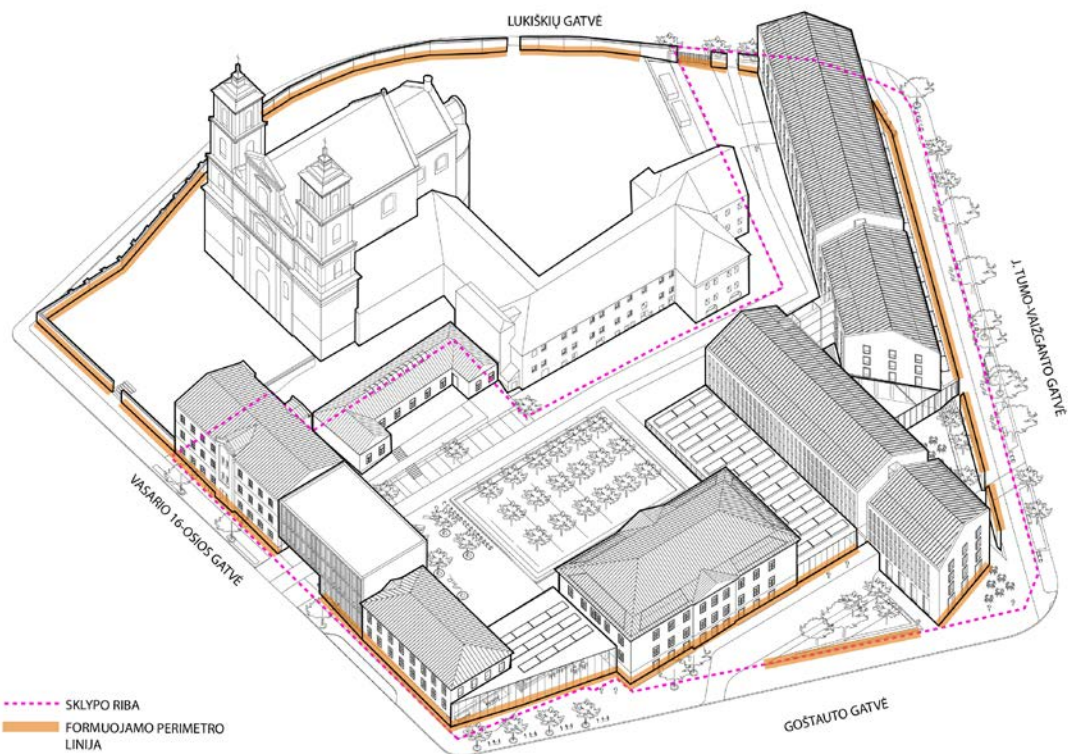 LUKIŠKIŲ GATVĖ
J. TUMO-VAIŽGANTO GATVĖ
VASARIO 16-OSIOS GATVĖ
GOŠTAUTO GATVĖ
SKLYPO RIBA
FORMUOJAMO PERIMETRO
LINIJA